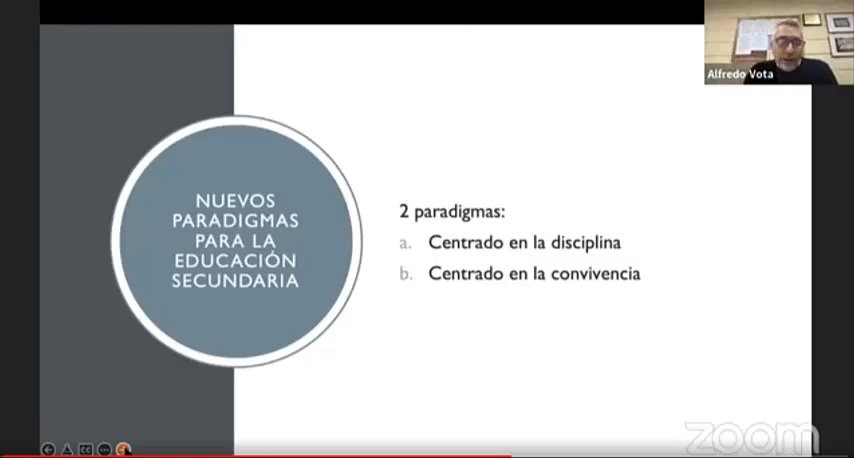 Alfredo Vota
NUEVOS
PARADIGMAS
PARA LA
EDUCACIÓN
SECUNDARIA
2 paradigmas:
a. Centrado en la disciplina
b. Centrado en la convivencia
CC
zoom